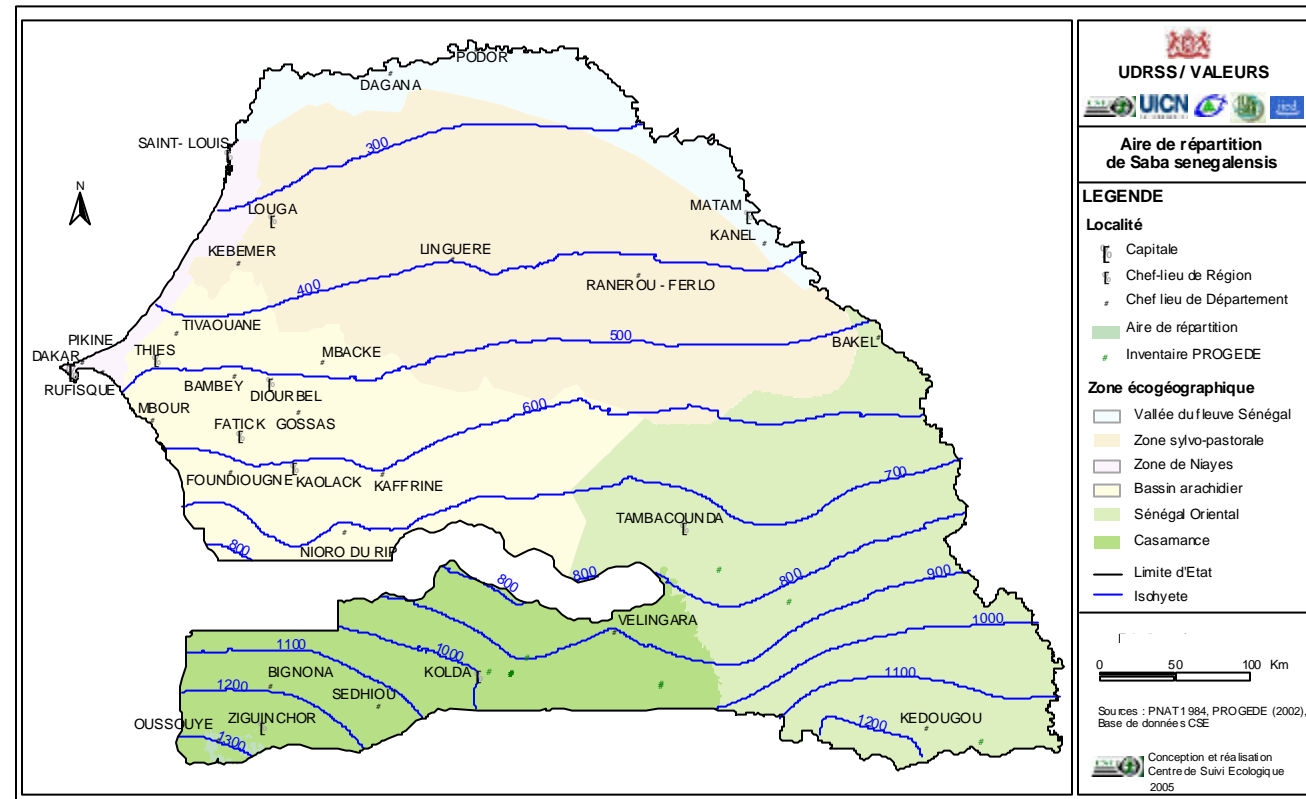 PODOR
DAGANA
SAINT- LOUIS
300
N
LOUGA
MATAM
KANEL
KEBEMER
LINGUERE
RANEROU - FERLO
400
TIVAOUANE
PIKINE
THIES
DAKAR
MBACKE
500
BAKEL
RUFISQUE
BAMBEY
DIOURBEL
MBOUR
FATICK
GOSSAS
600
FOUNDIOUGNE
KAOLACK
KAFFRINE
700
TAMBACOUNDA
800
NIORO DU RIP
800
800
800
900
VELINGARA
1000
1100
BIGNONA
1000
KOLDA
1100
1200
SEDHIOU
OUSSOUYE
ZIGUINCHOR
1200
KEDOUGOU
1300
UDRSS / VALEURS
UICN
Aire de répartition
de Saba senegalensis
LEGENDE
Localité
Capitale
Chef-lieu de Région
Chef lieu de Département
Aire de répartition
Inventaire PROGEDE
Zone écogéographique
Vallée du fleuve Sénégal
Zone sylvo-pastorale
Zone de Niayes
Bassin arachidier
Sénégal Oriental
Casamance
Limite d'Etat
Isohyete
0 50 100 Km
Sources : PNAT 1984, PROGEDE (2002),
Base de données CSE
Conception et réalisation
Centre de Suivi Ecologique
2005